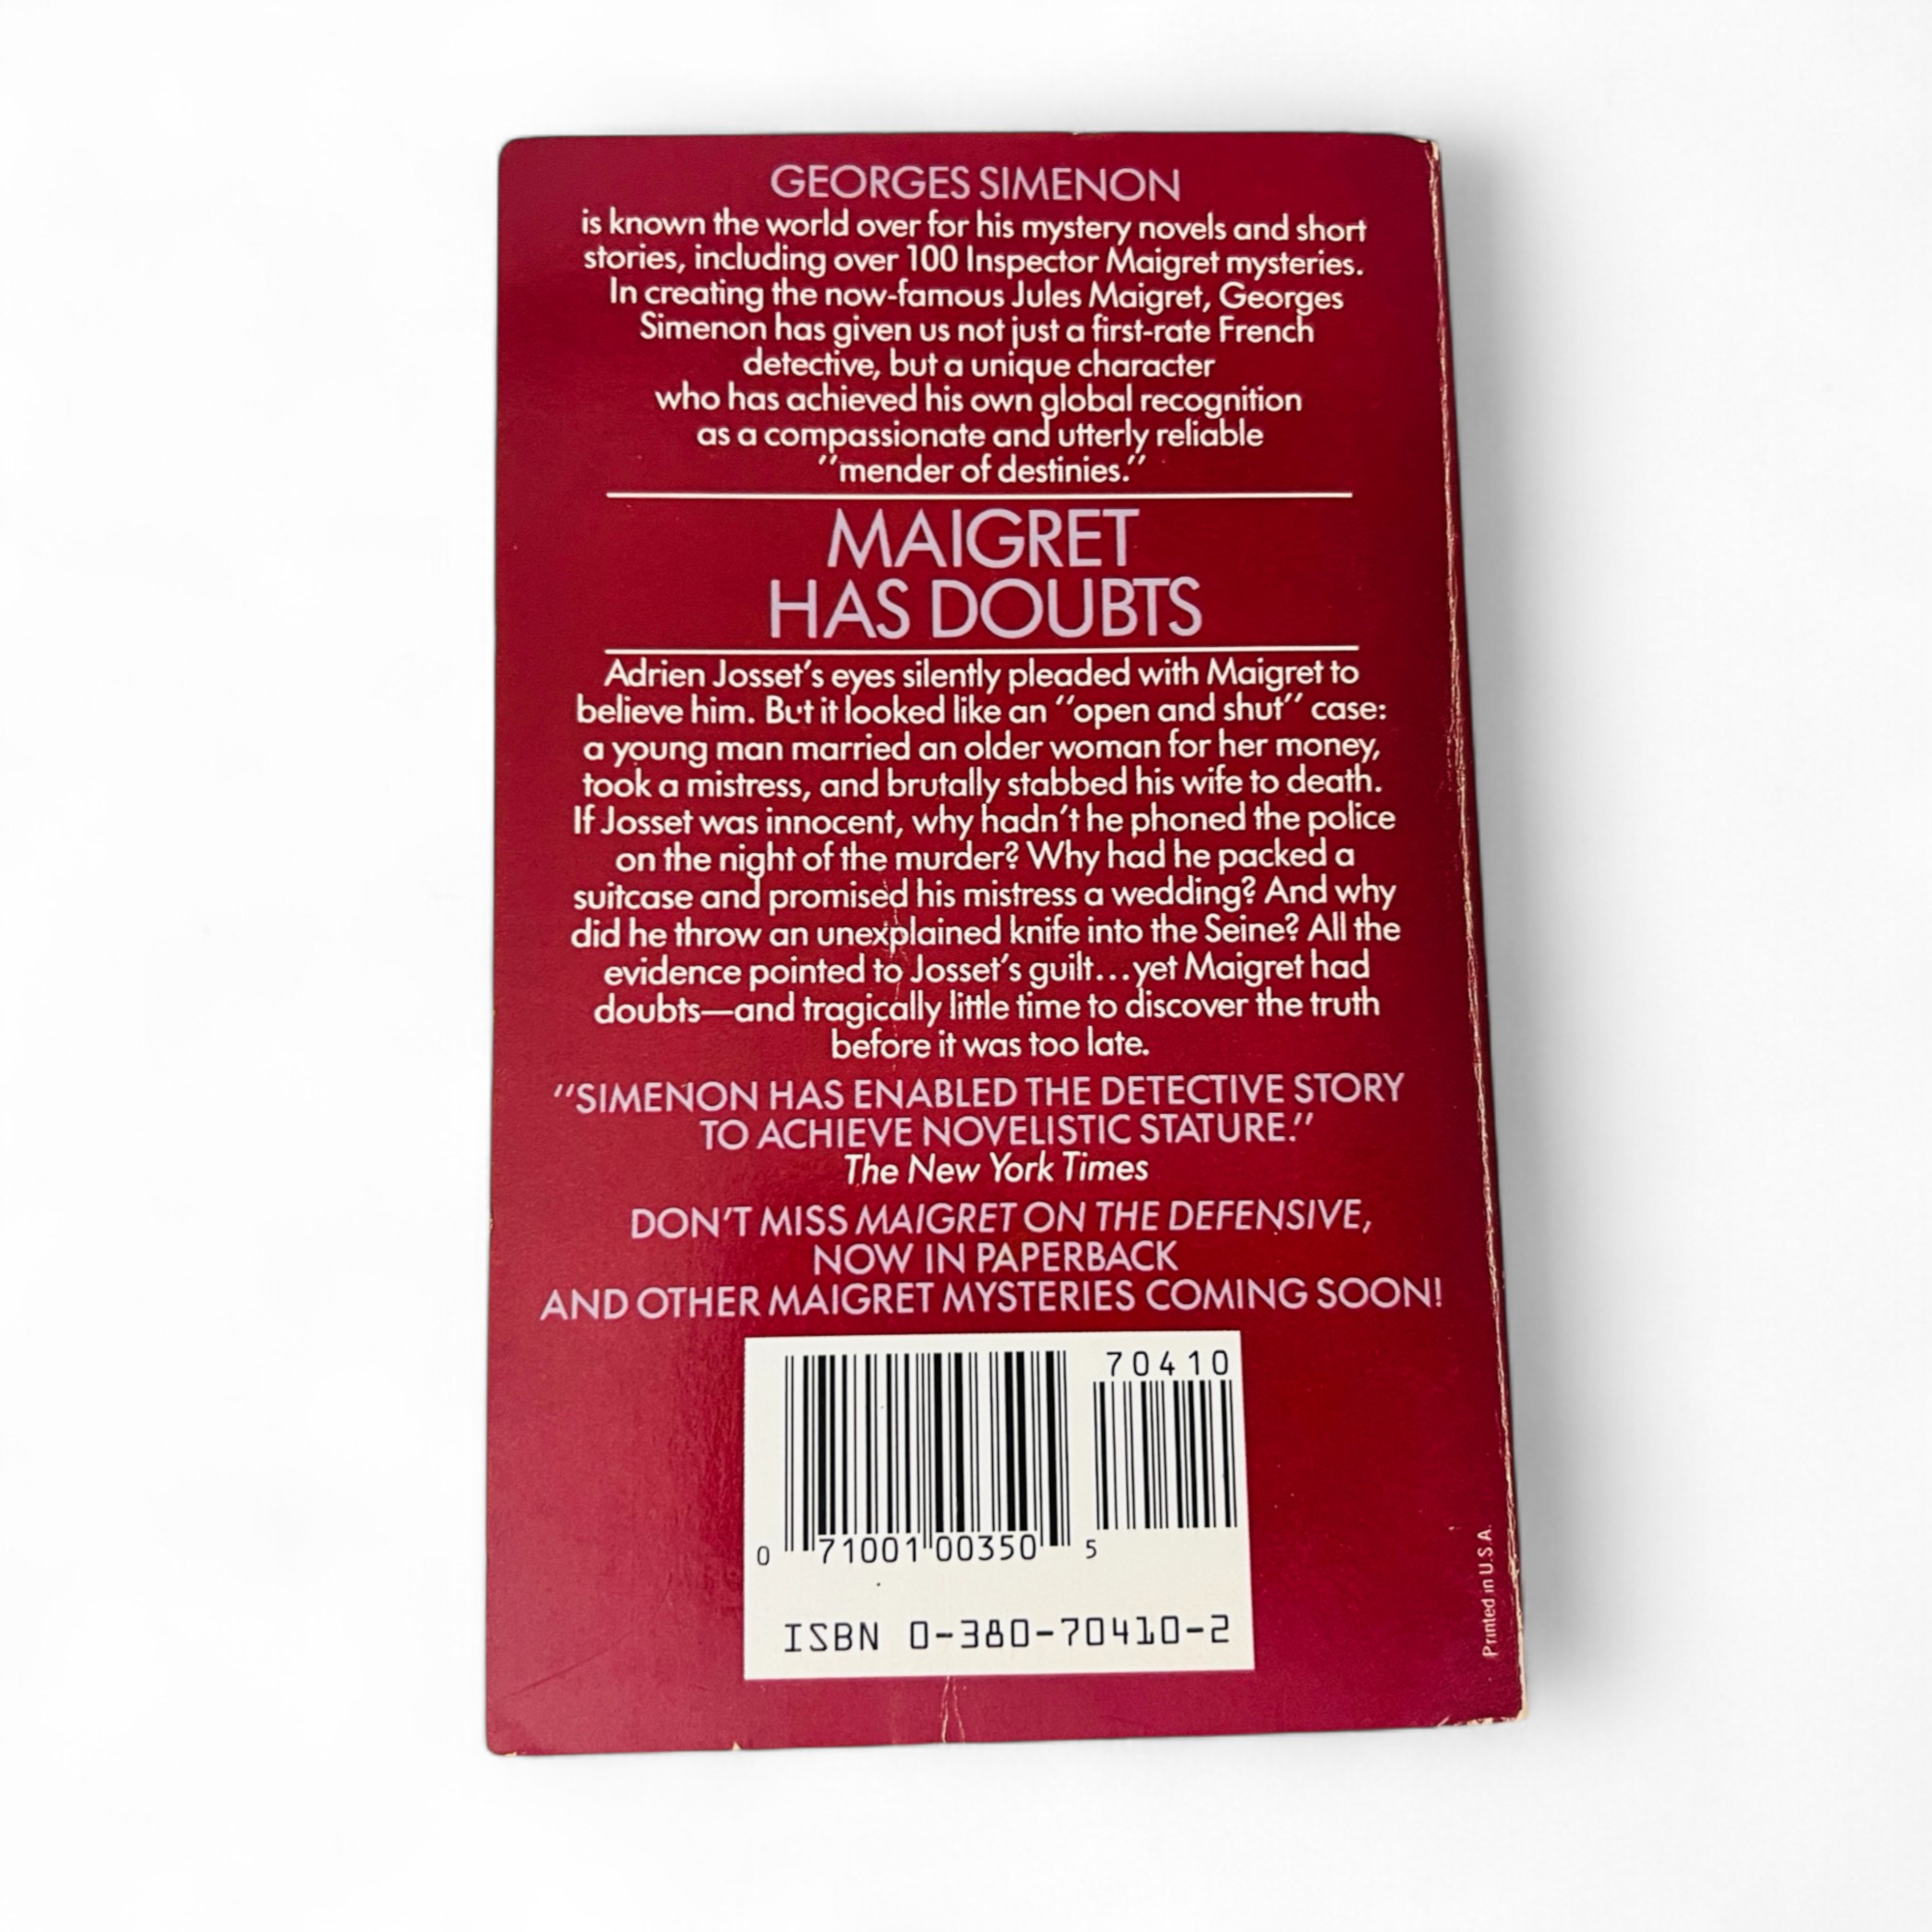 GEORGES SIMENON
is known the world over for his mystery novels and short
stories, including over 100 Inspector Maigret mysteries.
In creating the now-famous Jules Maigret, Georges
Simenon has given us not just a first-rate French
detective, but a unique character
who has achieved his own global recognition
as a compassionate and utterly reliable
"mender of destinies."
MAIGRET
HAS DOUBTS
Adrien Josset's eyes silently pleaded with Maigret to
believe him. But it looked like an "open and shut" case:
a young man married an older woman for her money,
took a mistress, and brutally stabbed his wife to death.
If Josset was innocent, why hadn't he phoned the police
on the night of the murder? Why had he packed a
suitcase and promised his mistress a wedding? And why
did he throw an unexplained knife into the Seine? All the
evidence pointed to Josset's guilt...yet Maigret had
doubts—and tragically little time to discover the truth
before it was too late.
"SIMENON HAS ENABLED THE DETECTIVE STORY
TO ACHIEVE NOVELISTIC STATURE."
The New York Times
DON'T MISS MAIGRET ON THE DEFENSIVE,
NOW IN PAPERBACK
AND OTHER MAIGRET MYSTERIES COMING SOON!
70410
0 71001 00350 5
ISBN 0-380-70410-2
Printed in U.S.A.